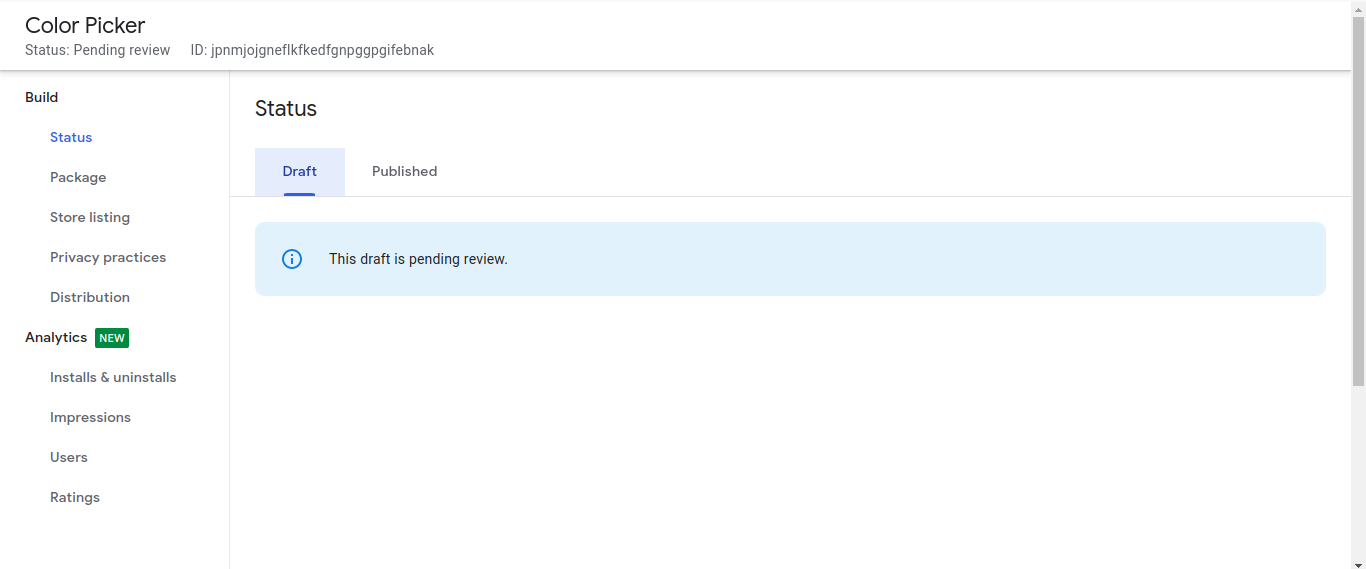 Color Picker
Status: Pending review ID: jpnmjojgneflkfkedfgnpggpgifebnak
Build
Status
Package
Store listing
Privacy practices
Distribution
Analytics NEW
Installs & uninstalls
Impressions
Users
Ratings
Status
Draft Published
This draft is pending review.